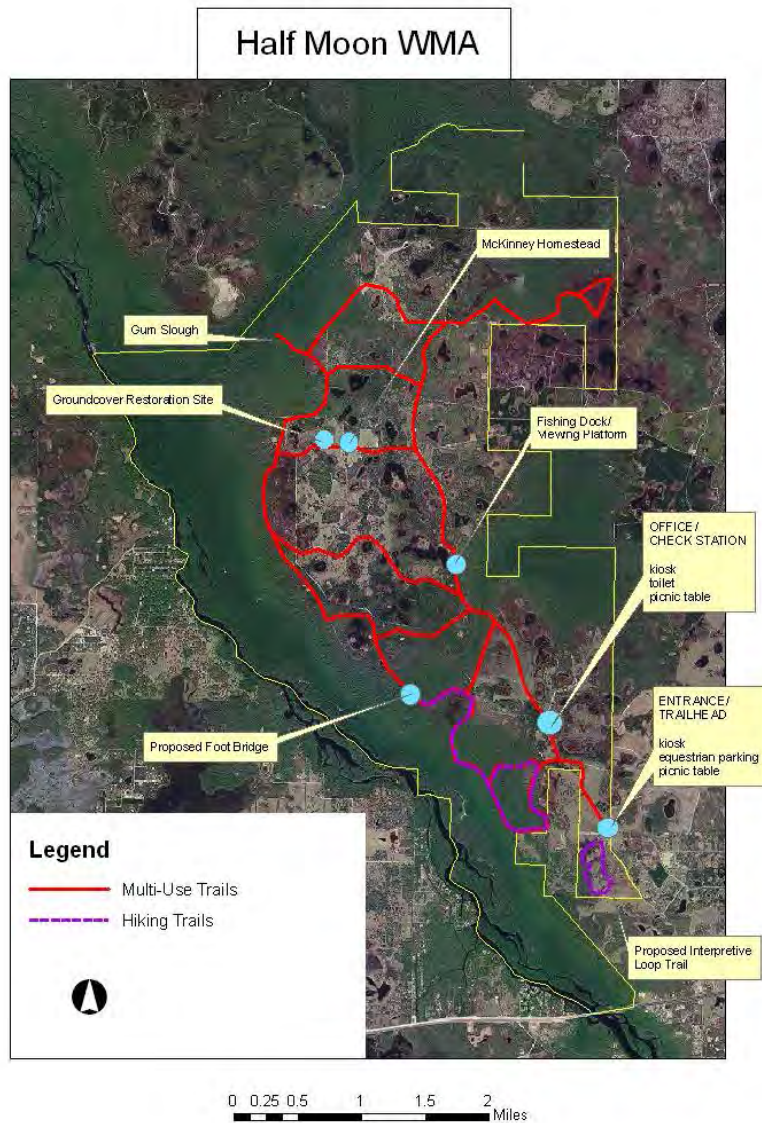 Half Moon WMA
McKinney Homestead
Gum Slough
Groundcover Restoration Site
Fishing Dock/
Viewing Platform
OFFICE /
CHECK STATION
kiosk
toilet
picnic table
ENTRANCE/
TRAILHEAD
kiosk
equestrian parking
picnic table
Proposed Foot Bridge
Legend
Multi-Use Trails
Hiking Trails
Proposed Interpretive
Loop Trail
0 0.25 0.5 1 1.5 2
Miles